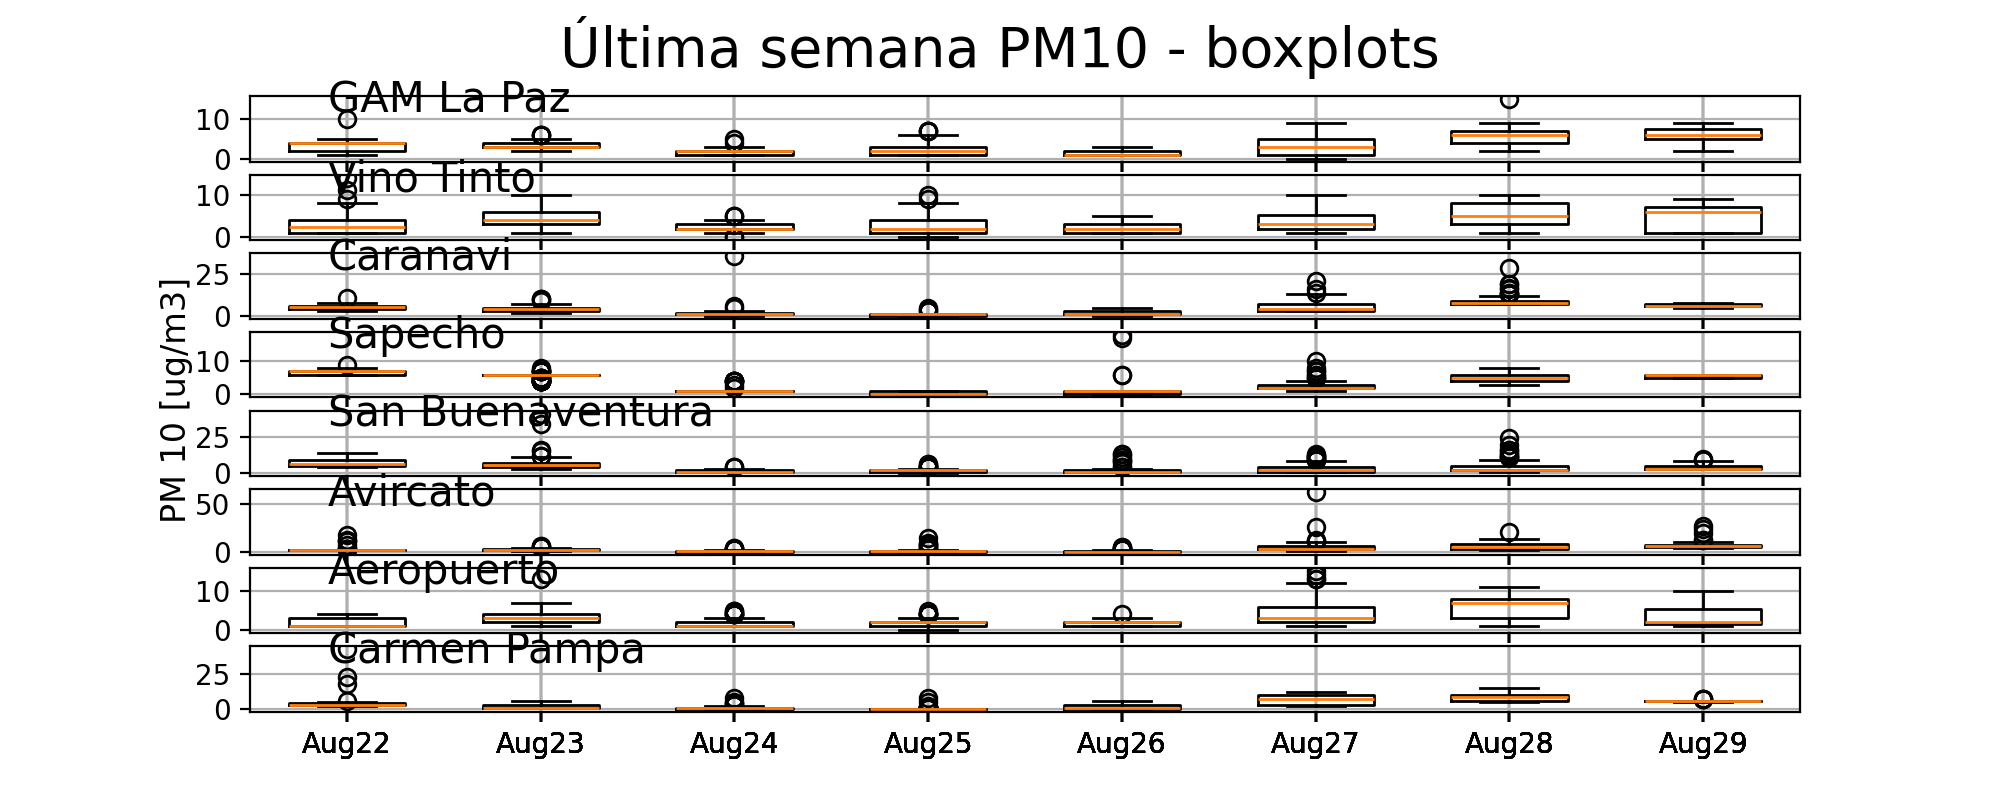 Última semana PM10 - boxplots
GAM La Paz
10
0
Vino Tinto
10
0
Caranavi
25
0
Sapecho
10
0
PM 10 [ug/m3]
San Buenaventura
25
0
Avircato
50
0
Aeropuerto
10
0
Carmen Pampa
25
0
Aug22 Aug23 Aug24 Aug25 Aug26 Aug27 Aug28 Aug29